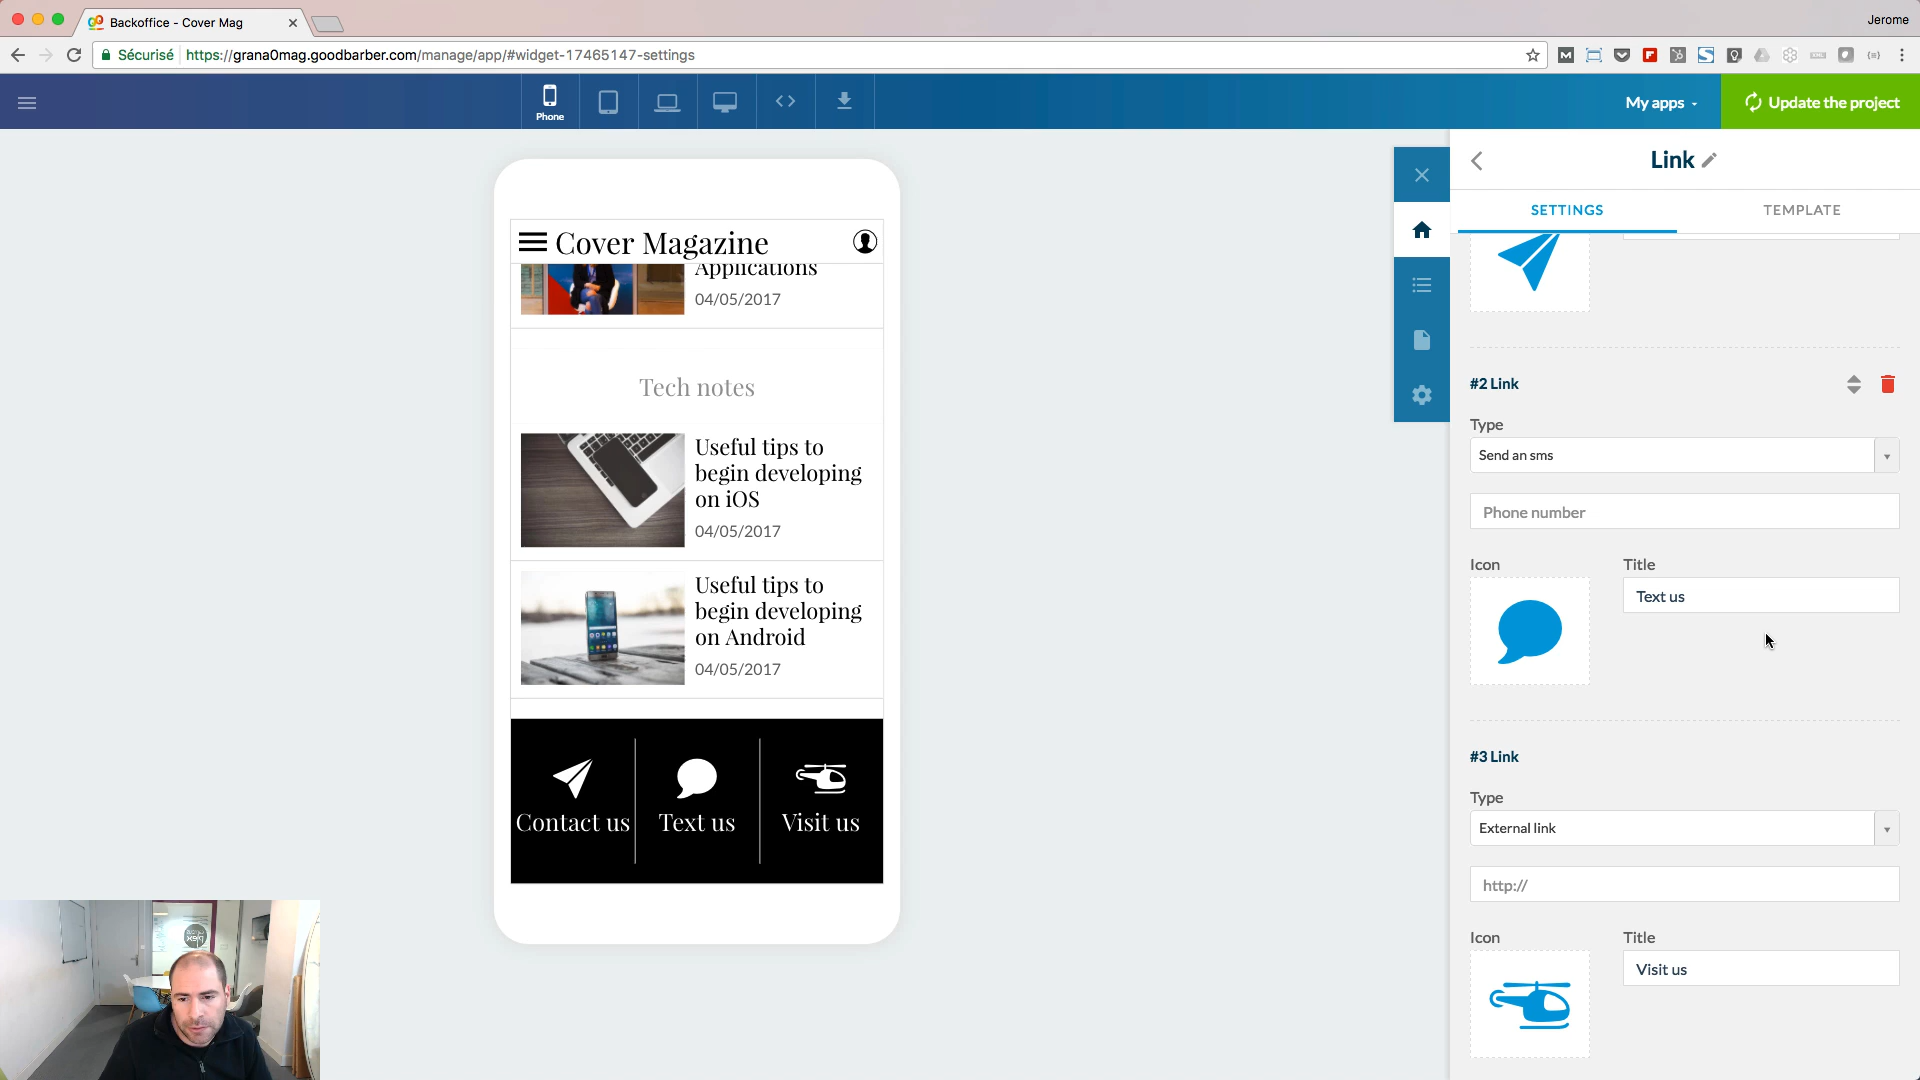 Backoffice - Cover Mag
Jerome
Sécurisé
https://grana0mag.goodbarber.com/manage/app/#widget-17465147-settings
Phone
My apps
Update the project
Link
SETTINGS
TEMPLATE
Cover Magazine
Applications
04/05/2017
Tech notes
Useful tips to
begin developing
on iOS
04/05/2017
Useful tips to
begin developing
on Android
04/05/2017
Contact us
Text us
Visit us
#2 Link
Type
Send an sms
Phone number
Icon
Title
Text us
#3 Link
Type
External link
http://
Icon
Title
Visit us